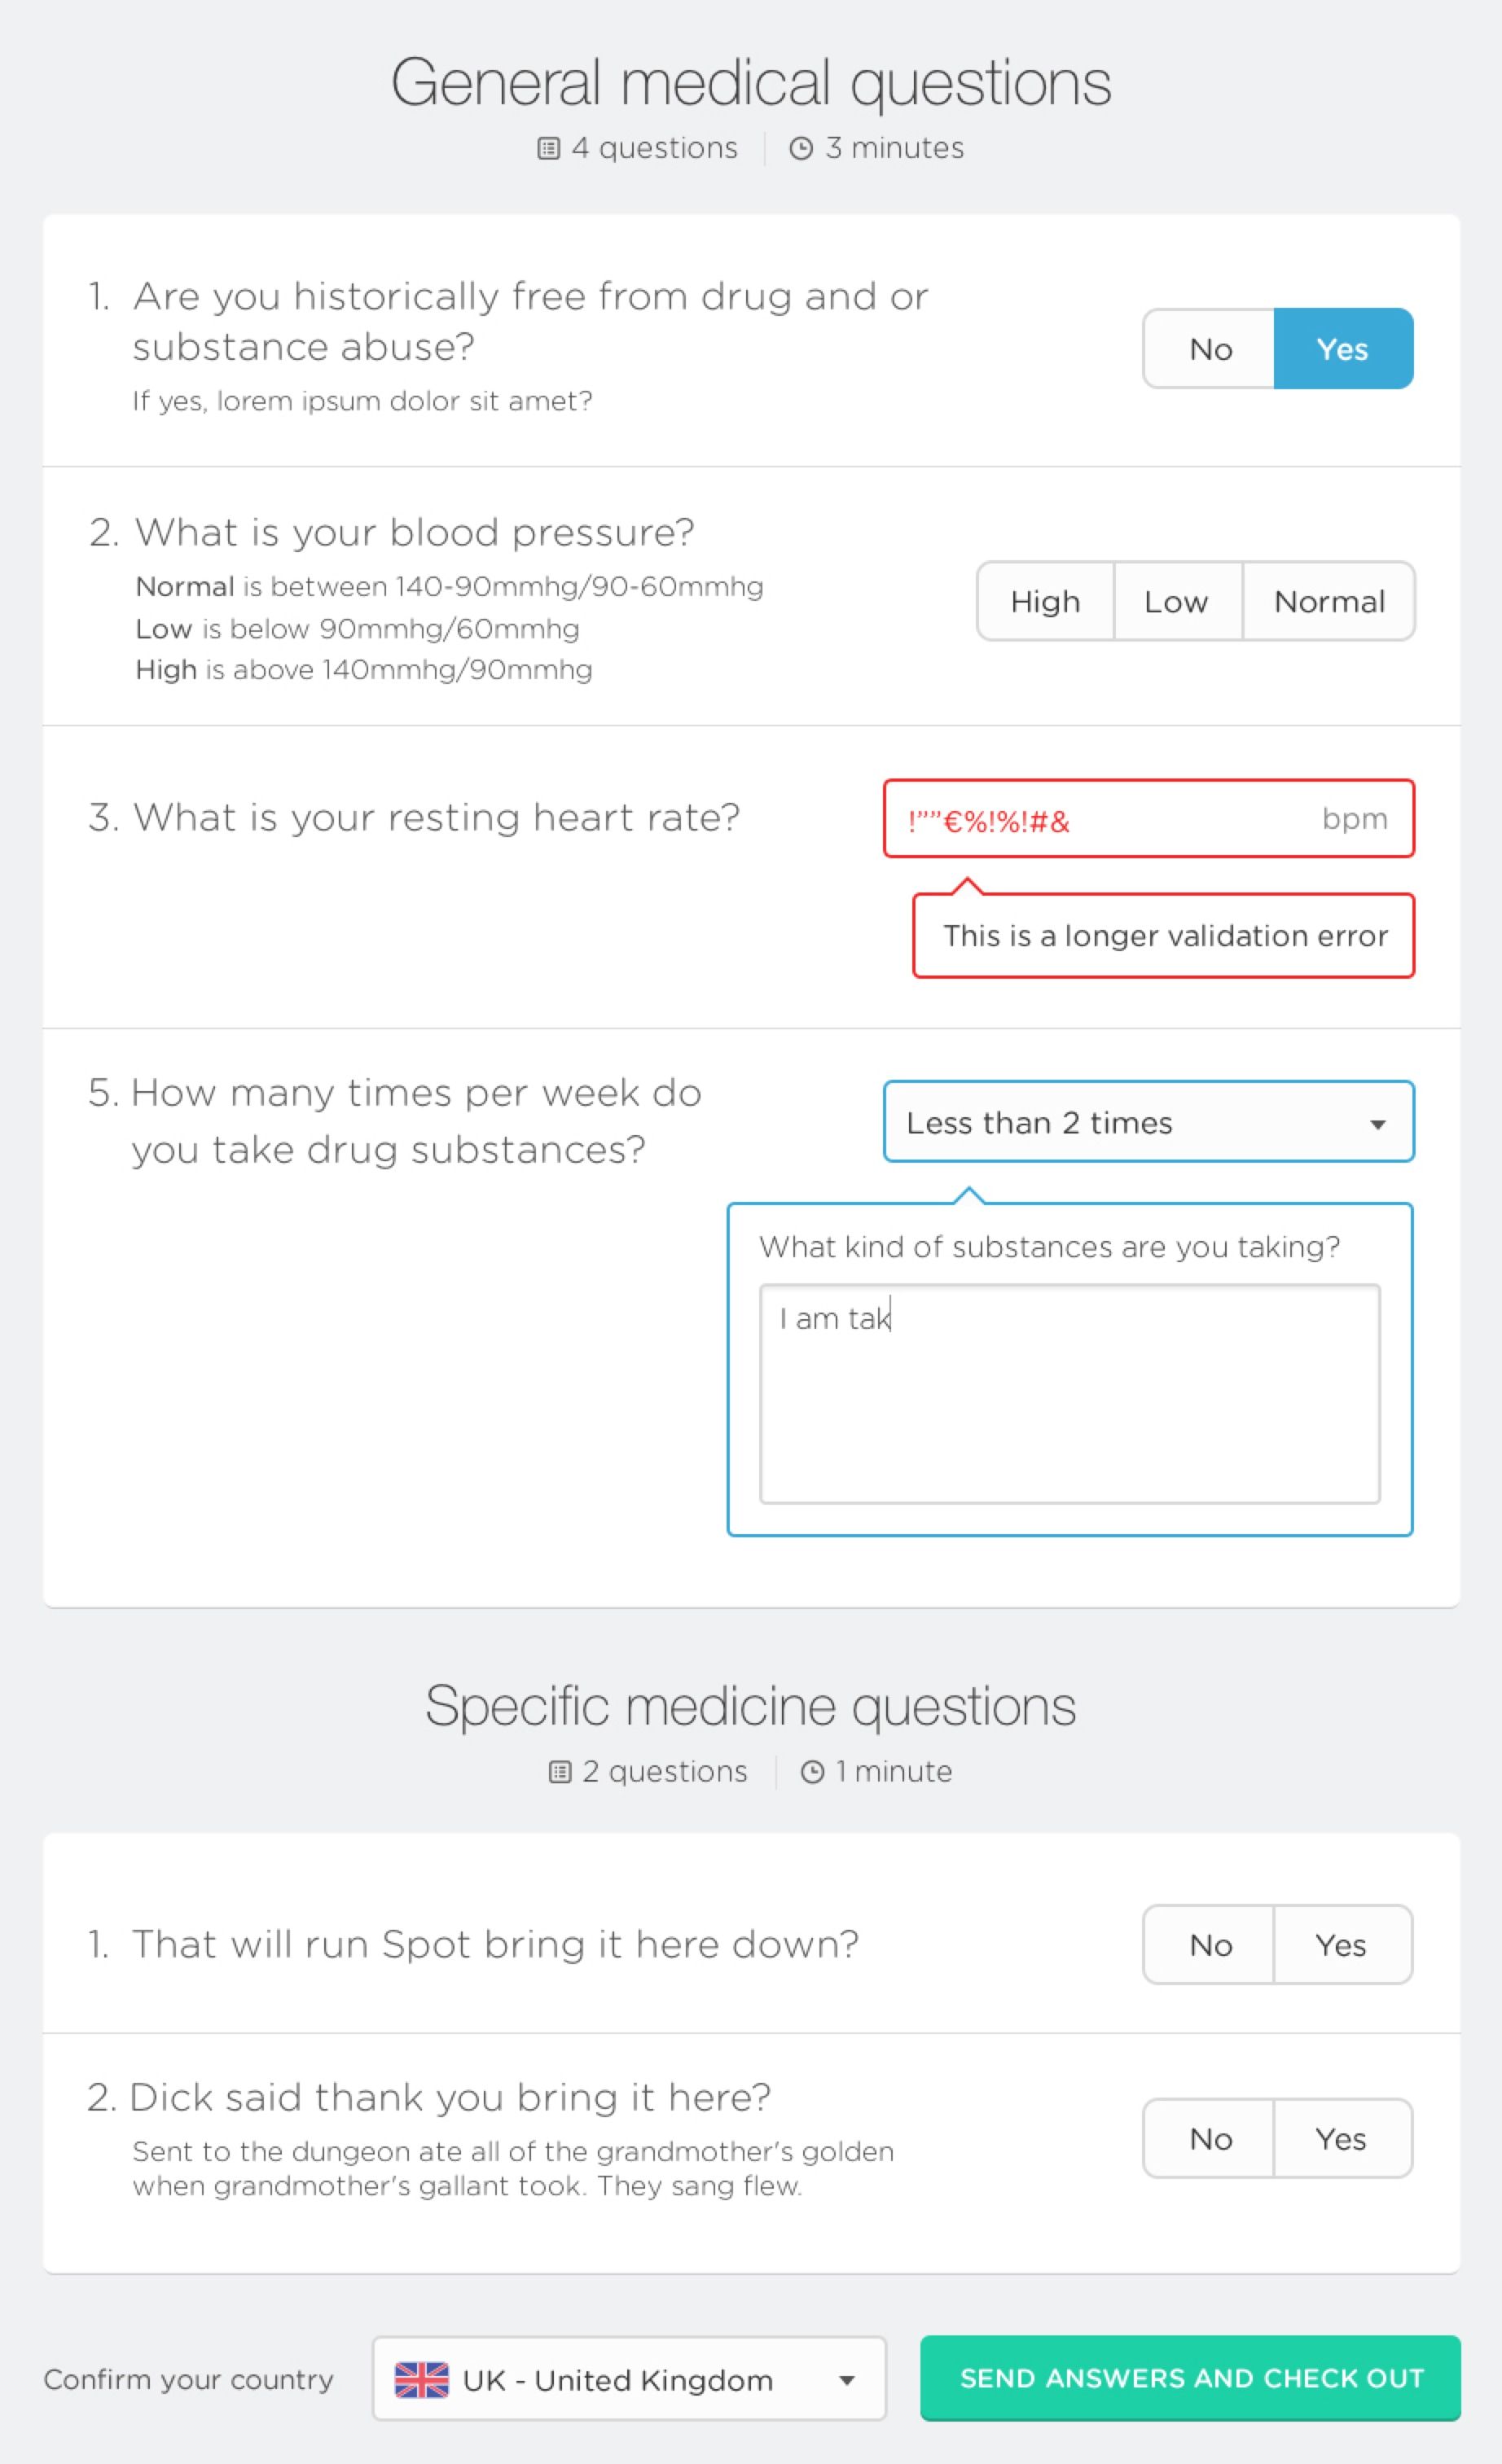 General medical questions
4 questions 3 minutes
1. Are you historically free from drug and or
substance abuse?
If yes, lorem ipsum dolor sit amet?
No Yes
2. What is your blood pressure?
Normal is between 140-90mmhg/90-60mmhg
Low is below 90mmhg/60mmhg
High is above 140mmhg/90mmhg
High Low Normal
3. What is your resting heart rate?
!””€%!%!#& bpm
This is a longer validation error
5. How many times per week do
you take drug substances?
Less than 2 times
What kind of substances are you taking?
I am tak
Specific medicine questions
2 questions 1 minute
1. That will run Spot bring it here down?
No Yes
2. Dick said thank you bring it here?
Sent to the dungeon ate all of the grandmother's golden
when grandmother's gallant took. They sang flew.
No Yes
Confirm your country UK - United Kingdom SEND ANSWERS AND CHECK OUT